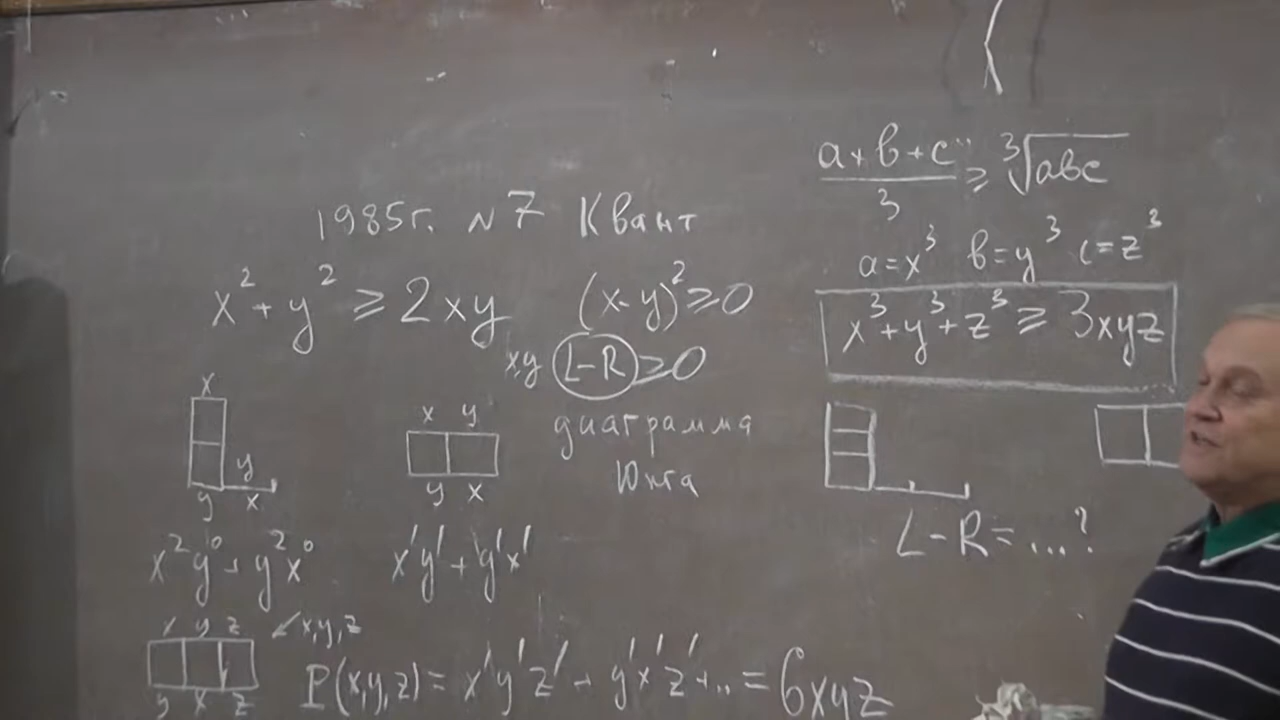 1985г. №7 Квант
x² + y² ≥ 2xy (x-y)² ≥ 0
x,y L-R ≥ 0
x
y
y x
x y
y x
диаграмма
Юнга
x²y⁰ + y²x⁰ x¹y¹ + y¹x¹
x y z ↙ x,y,z
y x z
P(x,y,z) = x¹y¹z¹ + y¹x¹z¹ + .. = 6xyz
a+b+c / 3 ≥ ³√abc
a=x³ b=y³ c=z³
x³ + y³ + z³ ≥ 3xyz
L-R = ...?